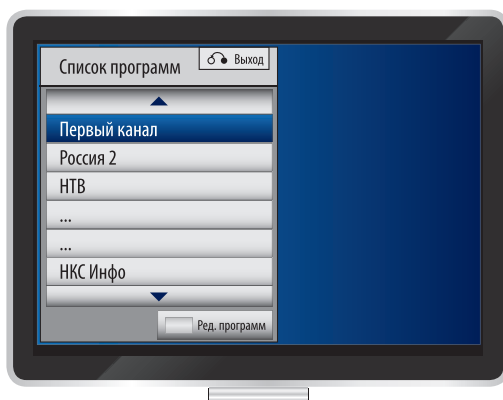 Список программ
Выход
Первый канал
Россия 2
НТВ
...
...
НКС Инфо
Ред. программ